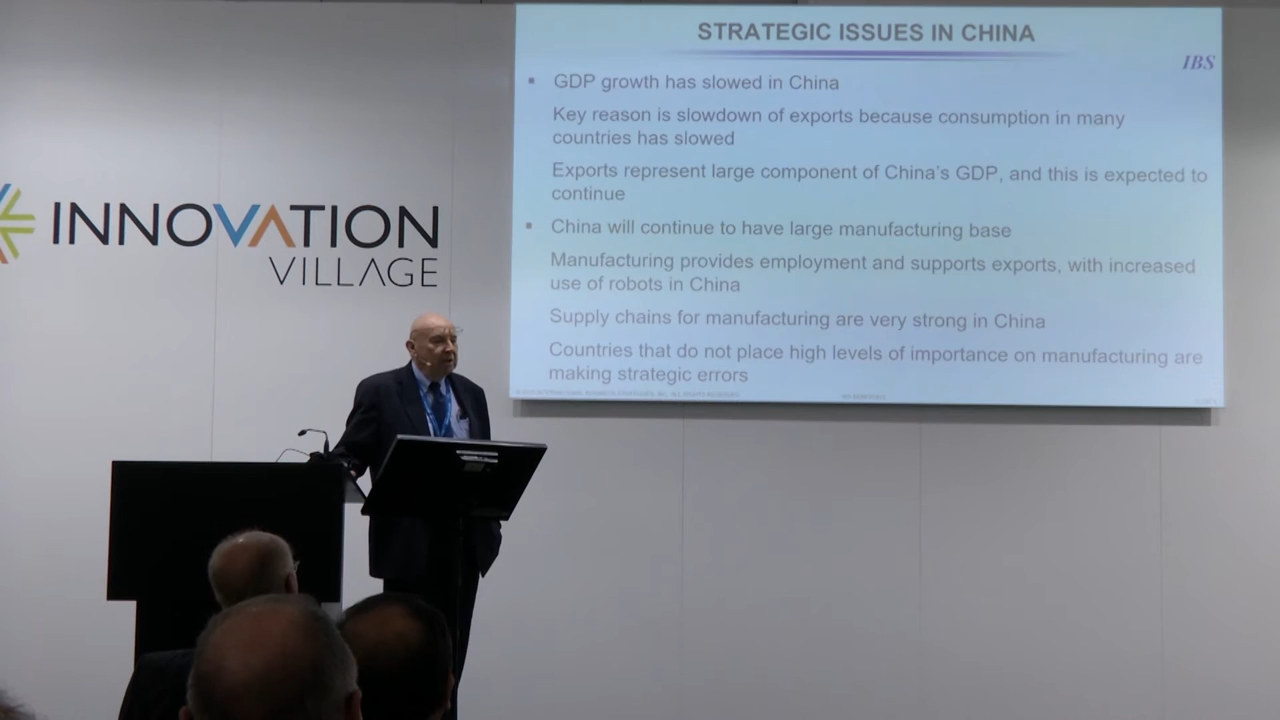 STRATEGIC ISSUES IN CHINA
IBS
GDP growth has slowed in China
Key reason is slowdown of exports because consumption in many
countries has slowed
Exports represent large component of China's GDP, and this is expected to
continue
China will continue to have large manufacturing base
Manufacturing provides employment and supports exports, with increased
use of robots in China
Supply chains for manufacturing are very strong in China
Countries that do not place high levels of importance on manufacturing are
making strategic errors
INNOVATION
VILLAGE